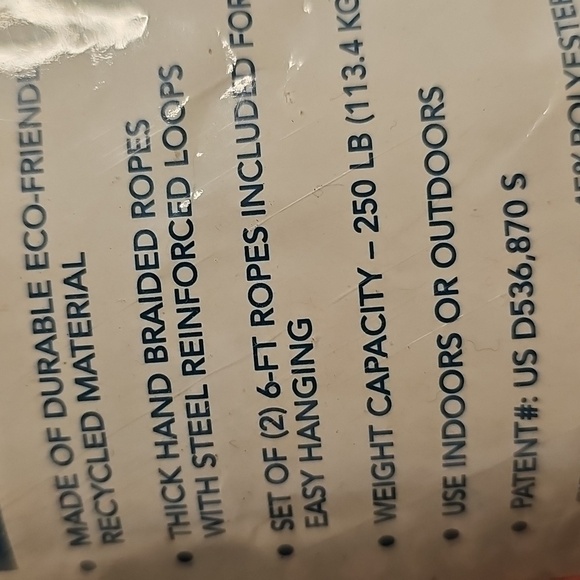 • MADE OF DURABLE ECO-FRIENDL
RECYCLED MATERIAL
• THICK HAND BRAIDED ROPES
WITH STEEL REINFORCED LOOPS
• SET OF (2) 6-FT ROPES INCLUDED FOR
EASY HANGING
• WEIGHT CAPACITY – 250 LB (113.4 KG
• USE INDOORS OR OUTDOORS
• PATENT#: US D536,870 S
POLYESTER